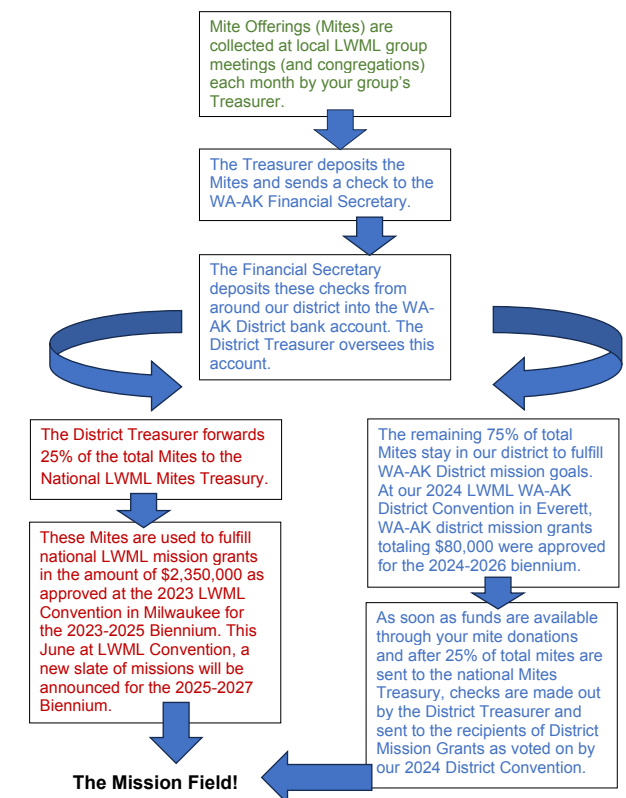 Mite Offerings (Mites) are
collected at local LWML group
meetings (and congregations)
each month by your group's
Treasurer.
The Treasurer deposits the
Mites and sends a check to the
WA-AK Financial Secretary.
The Financial Secretary
deposits these checks from
around our district into the WA-
AK District bank account. The
District Treasurer oversees this
account.
The District Treasurer forwards
25% of the total Mites to the
National LWML Mites Treasury.
These Mites are used to fulfill
national LWML mission grants
in the amount of $2,350,000 as
approved at the 2023 LWML
Convention in Milwaukee for
the 2023-2025 Biennium. This
June at LWML Convention, a
new slate of missions will be
announced for the 2025-2027
Biennium.
The remaining 75% of total
Mites stay in our district to fulfill
WA-AK District mission goals.
At our 2024 LWML WA-AK
District Convention in Everett,
WA-AK district mission grants
totaling $80,000 were approved
for the 2024-2026 biennium.
As soon as funds are available
through your mite donations
and after 25% of total mites are
sent to the national Mites
Treasury, checks are made out
by the District Treasurer and
sent to the recipients of District
Mission Grants as voted on by
our 2024 District Convention.
The Mission Field!